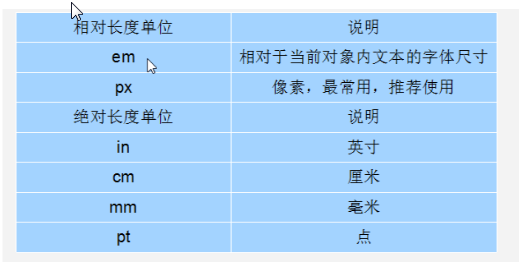 相对长度单位 说明
em 相对于当前对象内文本的字体尺寸
px 像素，最常用，推荐使用
绝对长度单位 说明
in 英寸
cm 厘米
mm 毫米
pt 点